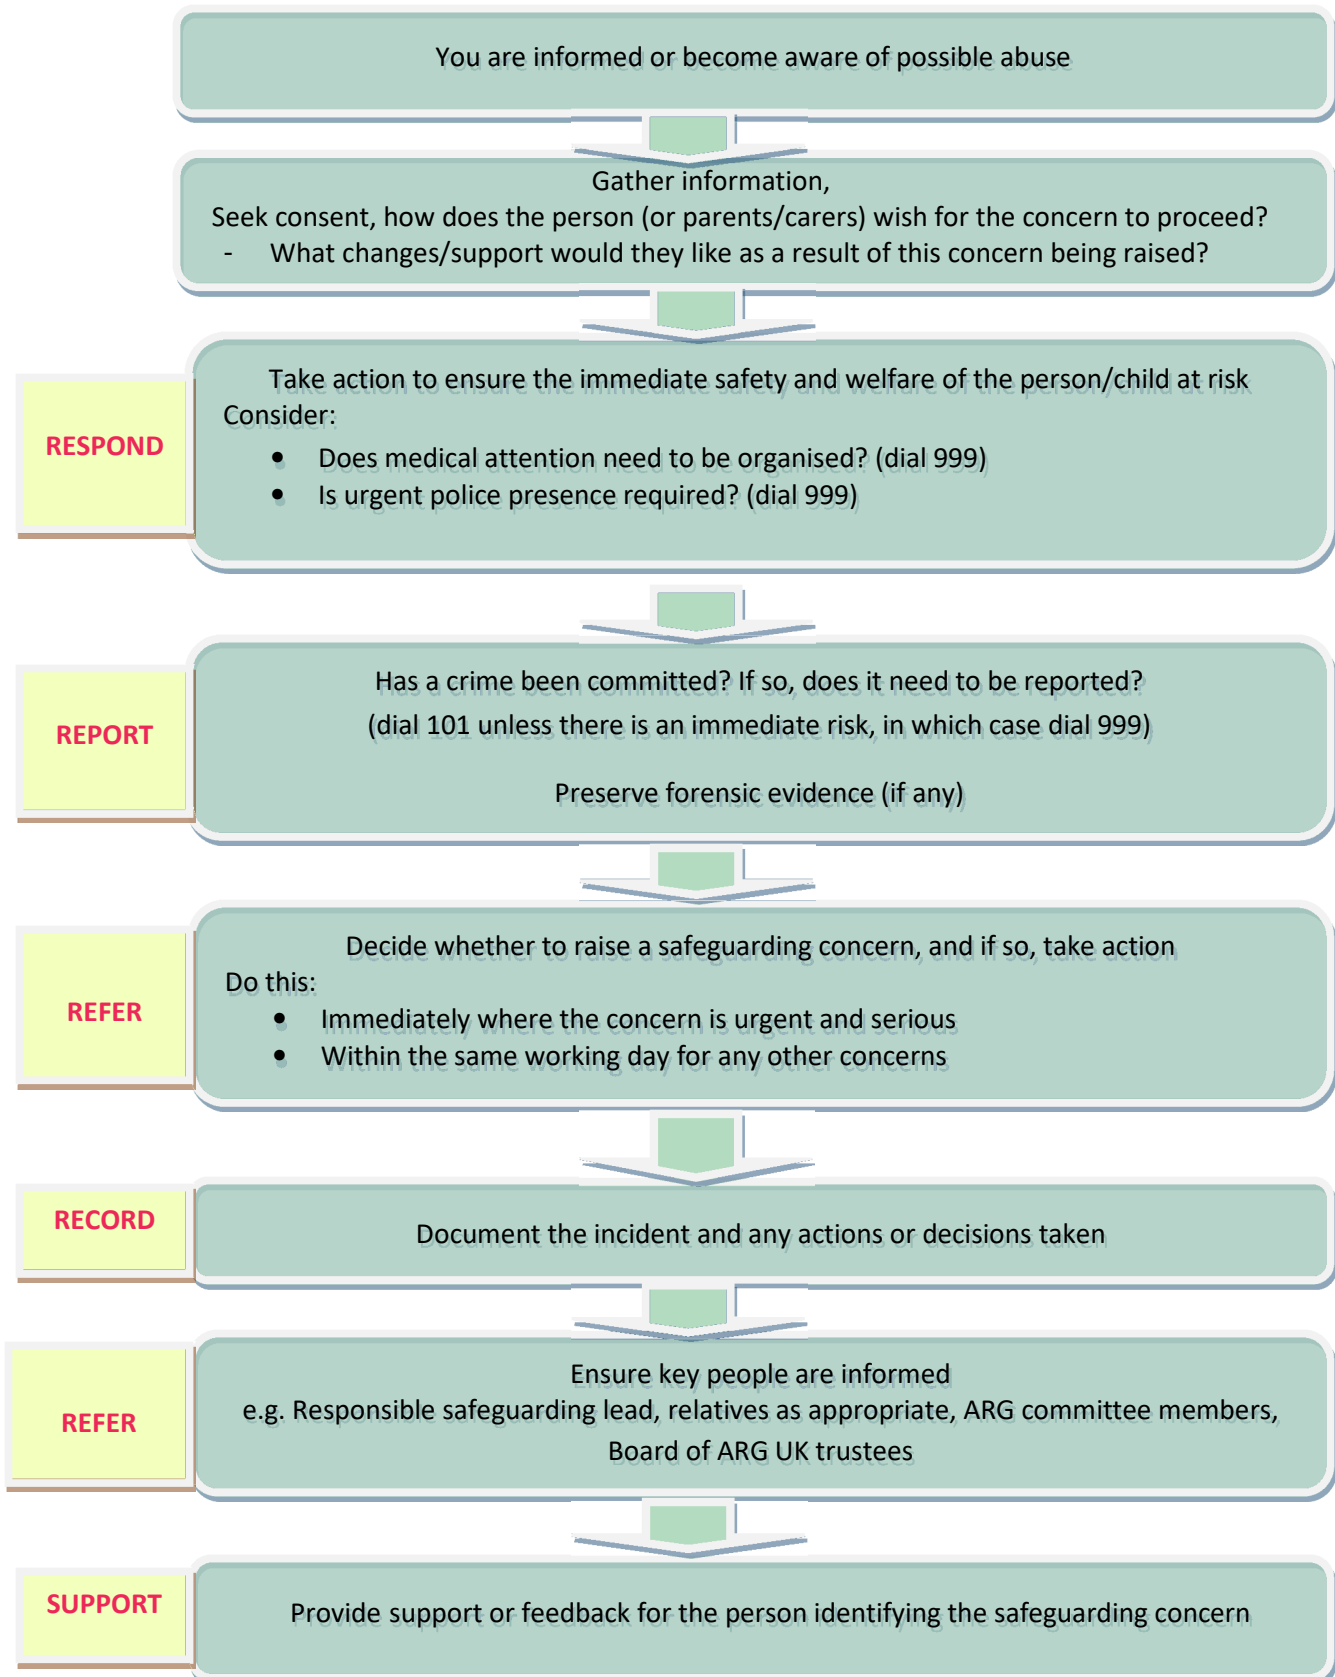 You are informed or become aware of possible abuse
Gather information,
Seek consent, how does the person (or parents/carers) wish for the concern to proceed?
- What changes/support would they like as a result of this concern being raised?
RESPOND
Take action to ensure the immediate safety and welfare of the person/child at risk
Consider:
• Does medical attention need to be organised? (dial 999)
• Is urgent police presence required? (dial 999)
REPORT
Has a crime been committed? If so, does it need to be reported?
(dial 101 unless there is an immediate risk, in which case dial 999)
Preserve forensic evidence (if any)
REFER
Decide whether to raise a safeguarding concern, and if so, take action
Do this:
• Immediately where the concern is urgent and serious
• Within the same working day for any other concerns
RECORD
Document the incident and any actions or decisions taken
REFER
Ensure key people are informed
e.g. Responsible safeguarding lead, relatives as appropriate, ARG committee members,
Board of ARG UK trustees
SUPPORT
Provide support or feedback for the person identifying the safeguarding concern